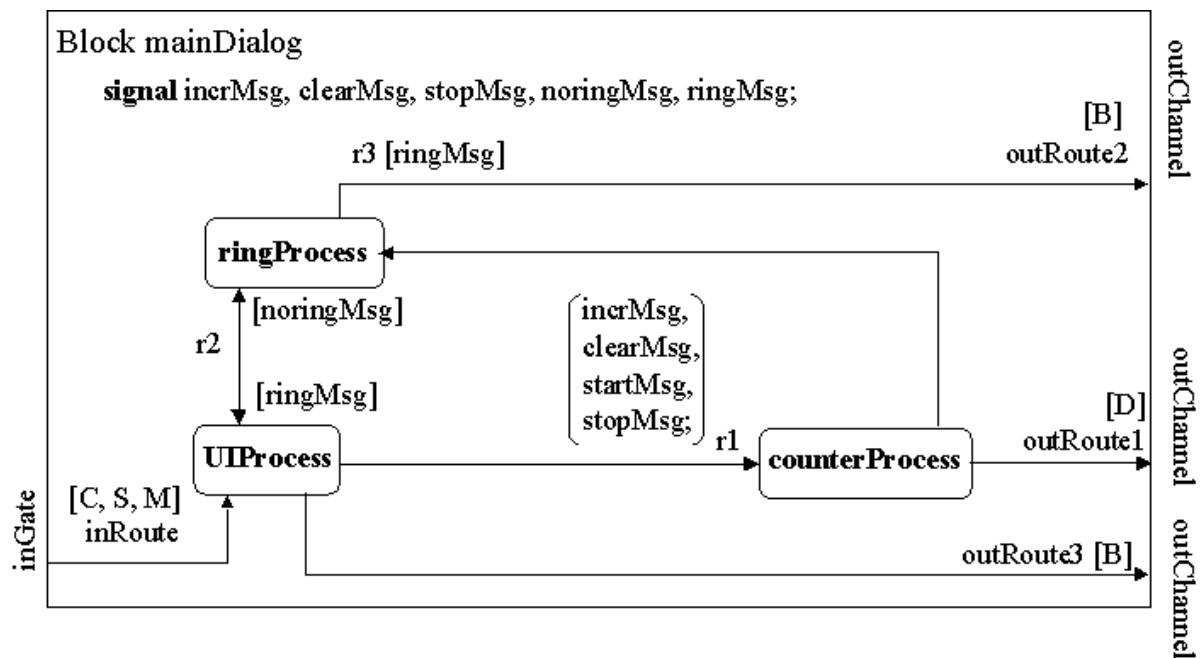 Block mainDialog
signal incrMsg, clearMsg, stopMsg, noringMsg, ringMsg;
outChannel
[B]
r3 [ringMsg]
outRoute2
ringProcess
[noringMsg]
r2
[ringMsg]
incrMsg,
clearMsg,
startMsg,
stopMsg;
outChannel
[D]
UIProcess
r1
counterProcess
outRoute1
[C, S, M]
inRoute
inGate
outRoute3 [B]
outChannel